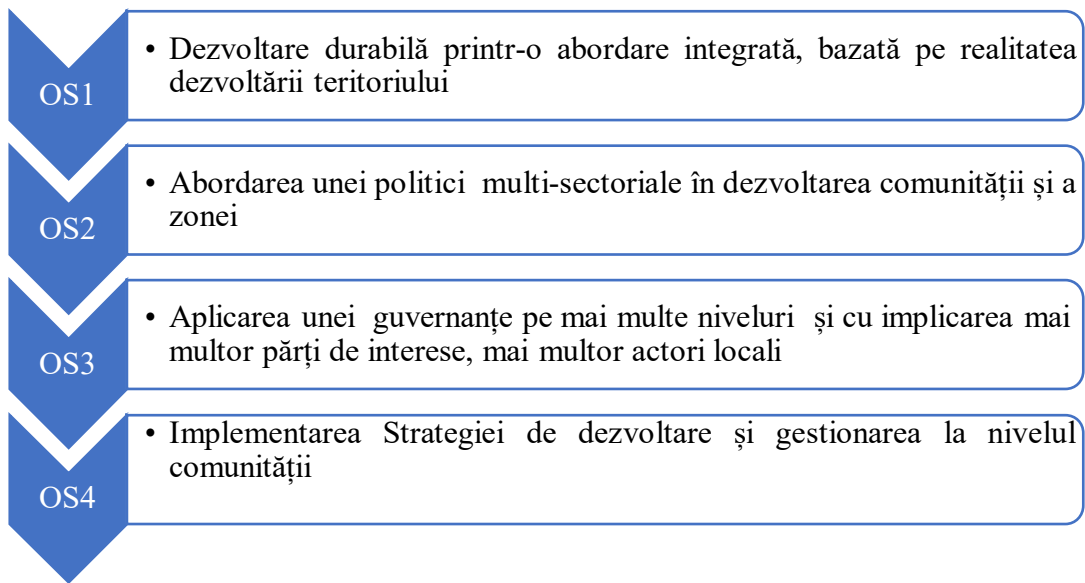 OS1
• Dezvoltare durabilă printr-o abordare integrată, bazată pe realitatea
dezvoltării teritoriului
OS2
• Abordarea unei politici multi-sectoriale în dezvoltarea comunității și a
zonei
OS3
• Aplicarea unei guvernanțe pe mai multe niveluri și cu implicarea mai
multor părți de interese, mai multor actori locali
OS4
• Implementarea Strategiei de dezvoltare și gestionarea la nivelul
comunității